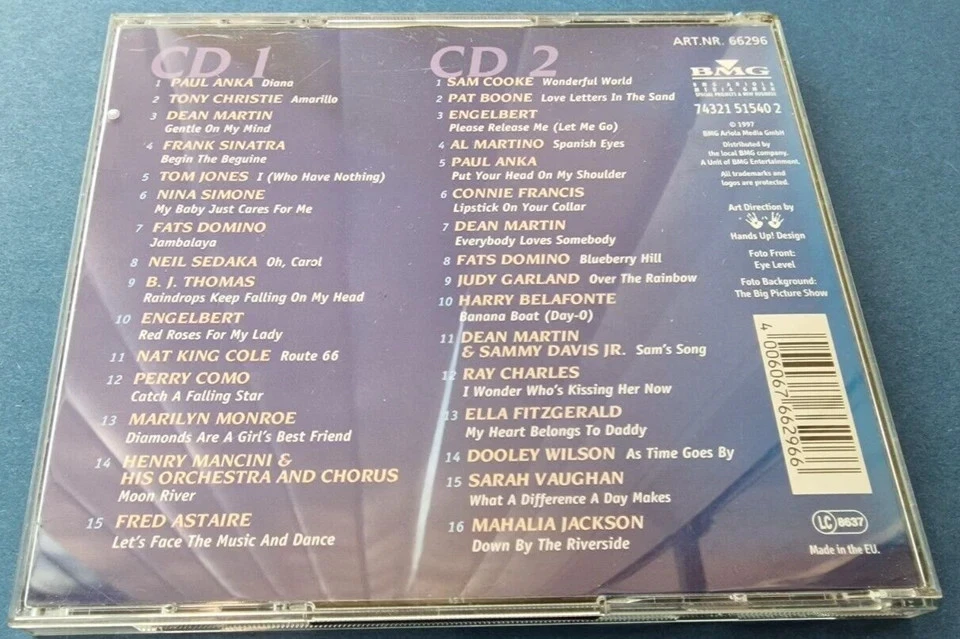 CD 1
1 PAUL ANKA Diana
2 TONY CHRISTIE Amarillo
3 DEAN MARTIN
Gentle On My Mind
4 FRANK SINATRA
Begin The Beguine
5 TOM JONES I (Who Have Nothing)
6 NINA SIMONE
My Baby Just Cares For Me
7 FATS DOMINO
Jambalaya
8 NEIL SEDAKA Oh, Carol
9 B. J. THOMAS
Raindrops Keep Falling On My Head
10 ENGELBERT
Red Roses For My Lady
11 NAT KING COLE Route 66
12 PERRY COMO
Catch A Falling Star
13 MARILYN MONROE
Diamonds Are A Girl's Best Friend
14 HENRY MANCINI &
HIS ORCHESTRA AND CHORUS
Moon River
15 FRED ASTAIRE
Let's Face The Music And Dance
CD 2
1 SAM COOKE Wonderful World
2 PAT BOONE Love Letters In The Sand
3 ENGELBERT
Please Release Me (Let Me Go)
4 AL MARTINO Spanish Eyes
5 PAUL ANKA
Put Your Head On My Shoulder
6 CONNIE FRANCIS
Lipstick On Your Collar
7 DEAN MARTIN
Everybody Loves Somebody
8 FATS DOMINO Blueberry Hill
9 JUDY GARLAND Over The Rainbow
10 HARRY BELAFONTE
Banana Boat (Day-O)
11 DEAN MARTIN
& SAMMY DAVIS JR. Sam's Song
12 RAY CHARLES
I Wonder Who's Kissing Her Now
13 ELLA FITZGERALD
My Heart Belongs To Daddy
14 DOOLEY WILSON As Time Goes By
15 SARAH VAUGHAN
What A Difference A Day Makes
16 MAHALIA JACKSON
Down By The Riverside
ART.NR. 66296
BMG
BMG ARIOLA
MEDIA GMBH
SPECIAL PROJECTS & NEW BUSINESS
74321 51540 2
© 1997
BMG Ariola Media GmbH
Distributed by
the local BMG company.
A Unit of BMG Entertainment.
All trademarks and
logos are protected.
Art Direction by
Hands Up! Design
Foto Front:
Eye Level
Foto Background:
The Big Picture Show
4 006067 662966
LC 8637
Made in the EU.